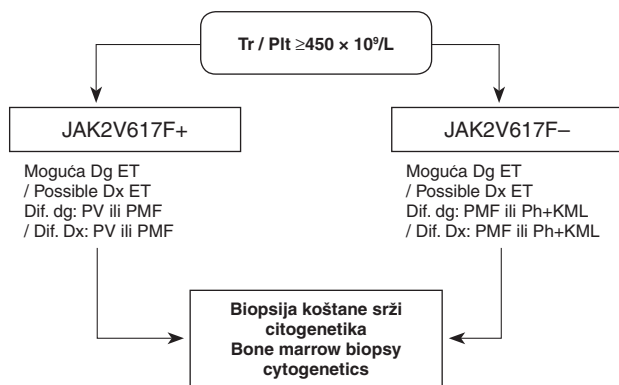 Tr / Plt ≥450 × 10⁹/L
JAK2V617F+
Moguća Dg ET
/ Possible Dx ET
Dif. dg: PV ili PMF
/ Dif. Dx: PV ili PMF
JAK2V617F–
Moguća Dg ET
/ Possible Dx ET
Dif. dg: PMF ili Ph+KML
/ Dif. Dx: PMF ili Ph+KML
Biopsija koštane srži
citogenetika
Bone marrow biopsy
cytogenetics